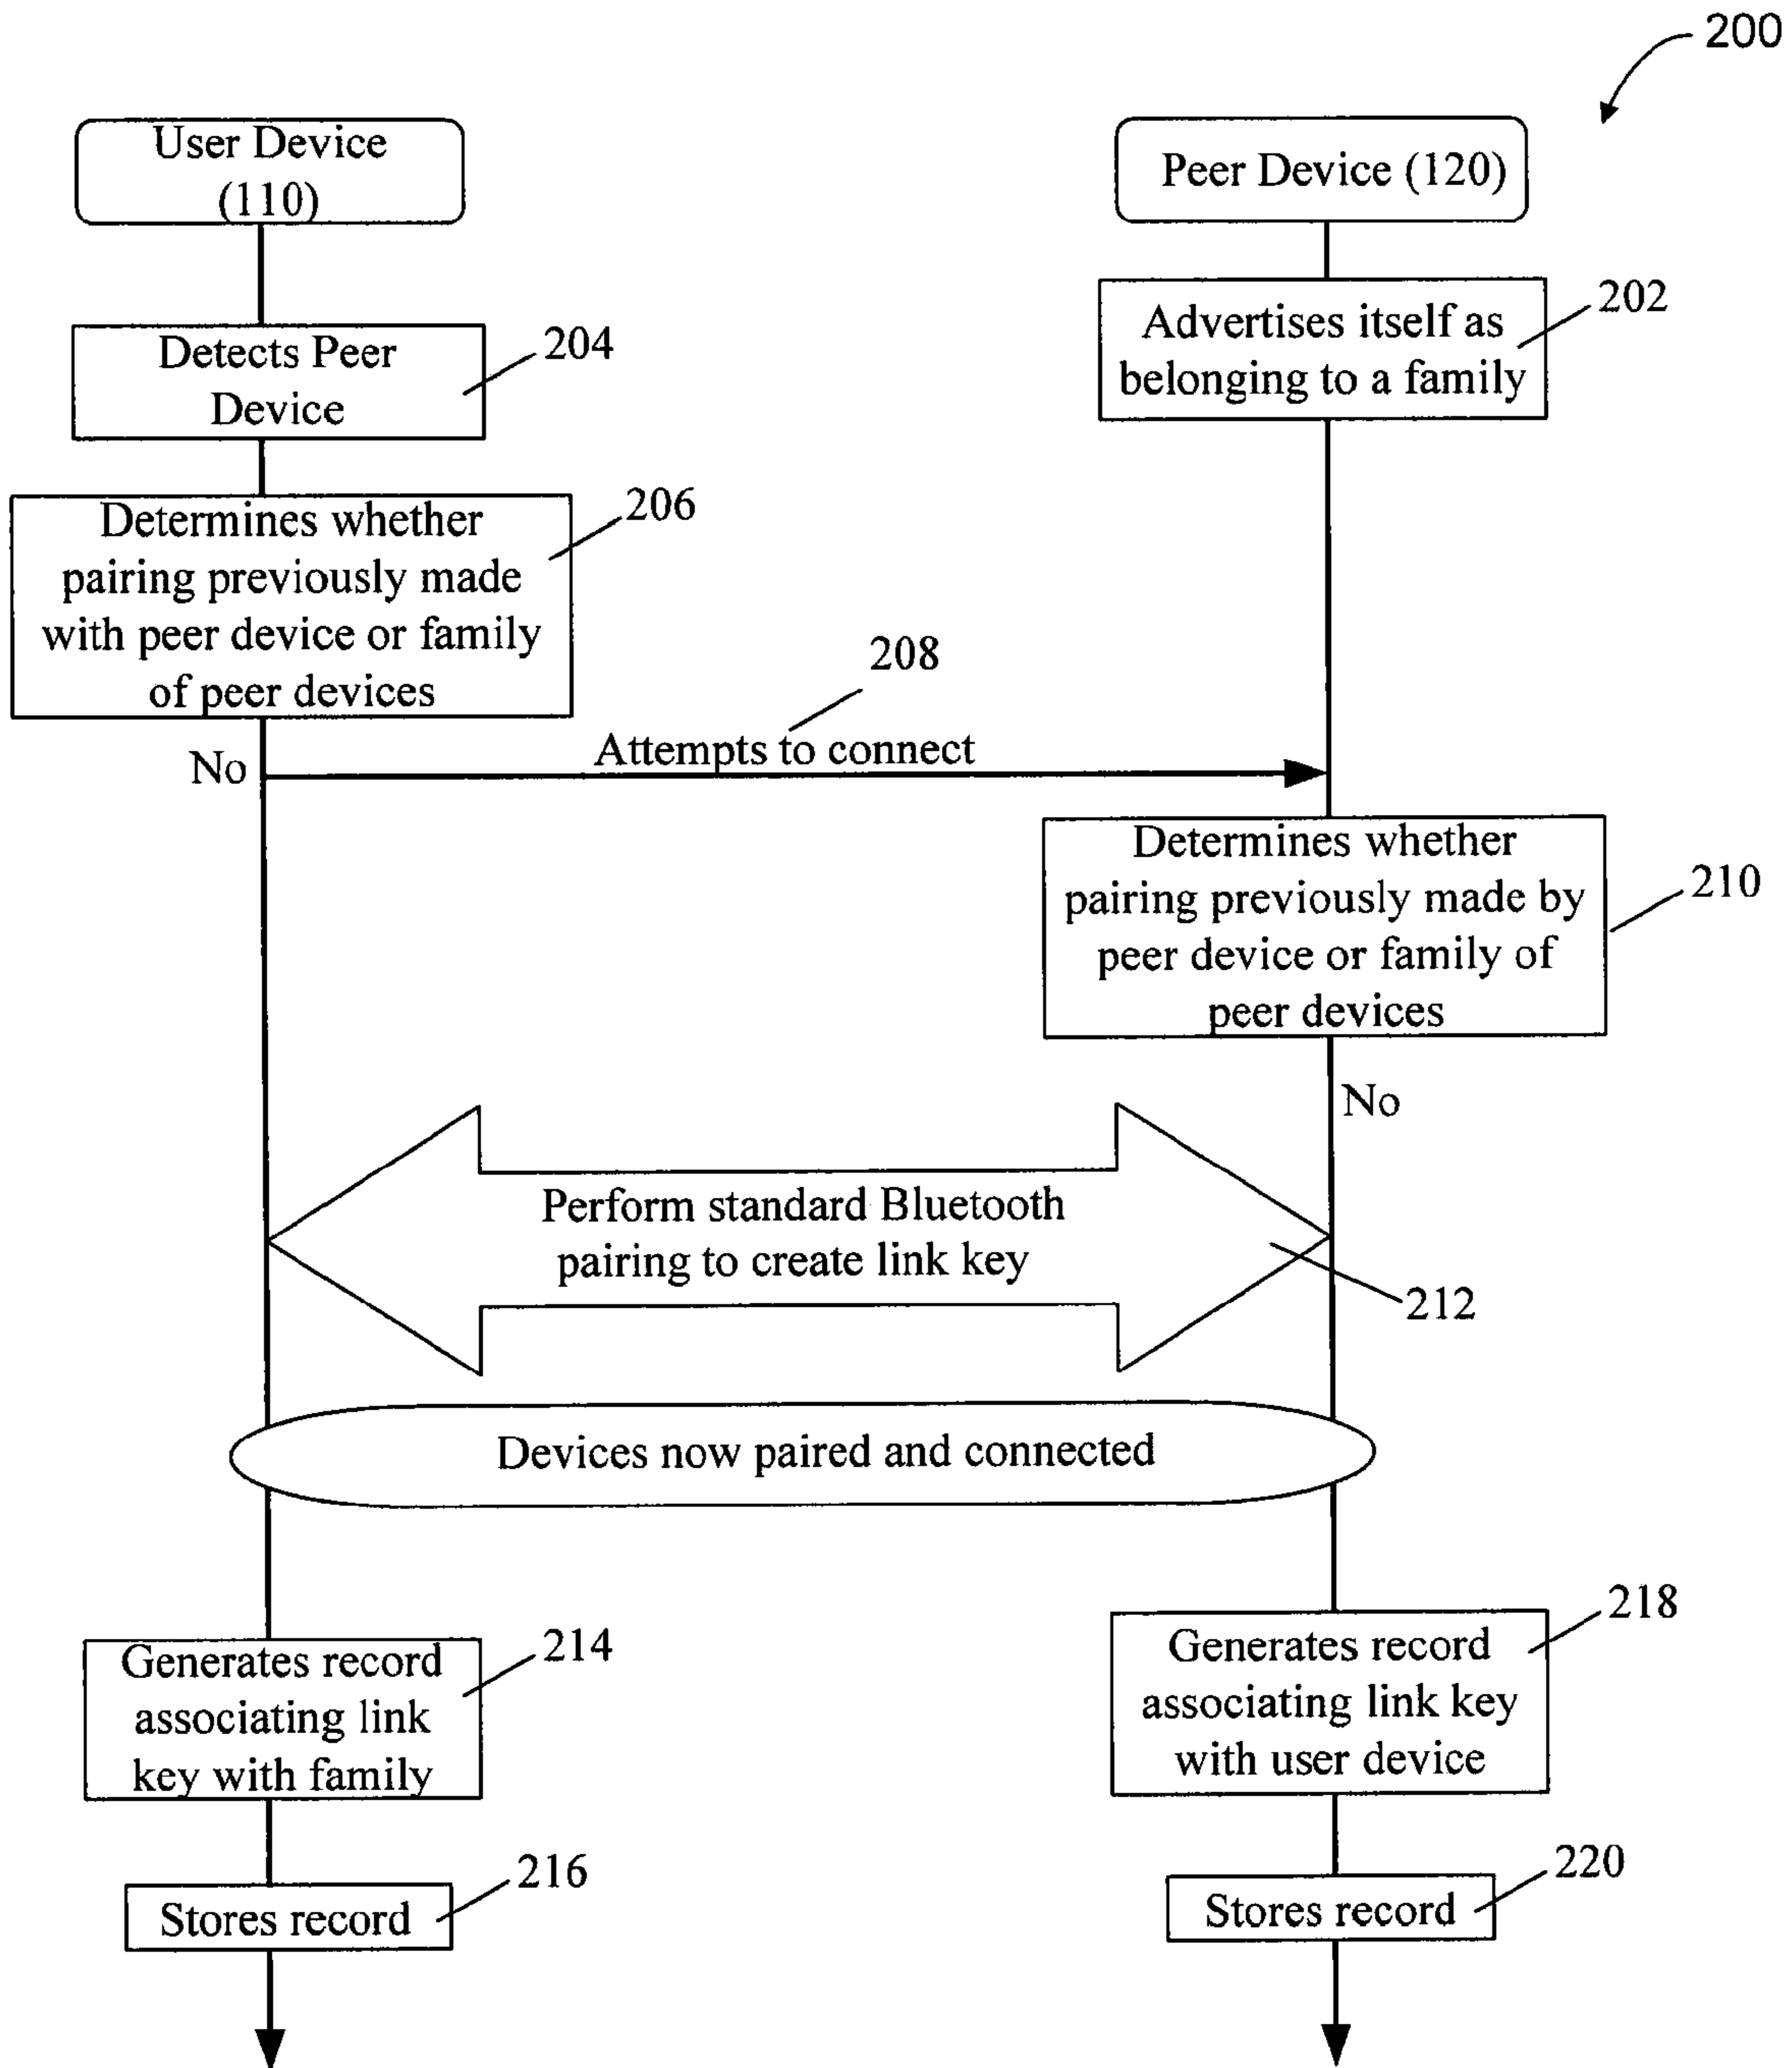 200
User Device
(110)
Peer Device (120)
Advertises itself as
belonging to a family
202
Detects Peer
Device
204
Determines whether
pairing previously made
with peer device or family
of peer devices
206
208
No
Attempts to connect
Determines whether
pairing previously made by
peer device or family of
peer devices
210
No
Perform standard Bluetooth
pairing to create link key
212
Devices now paired and connected
Generates record
associating link
key with family
214
Generates record
associating link key
with user device
218
Stores record
216
Stores record
220